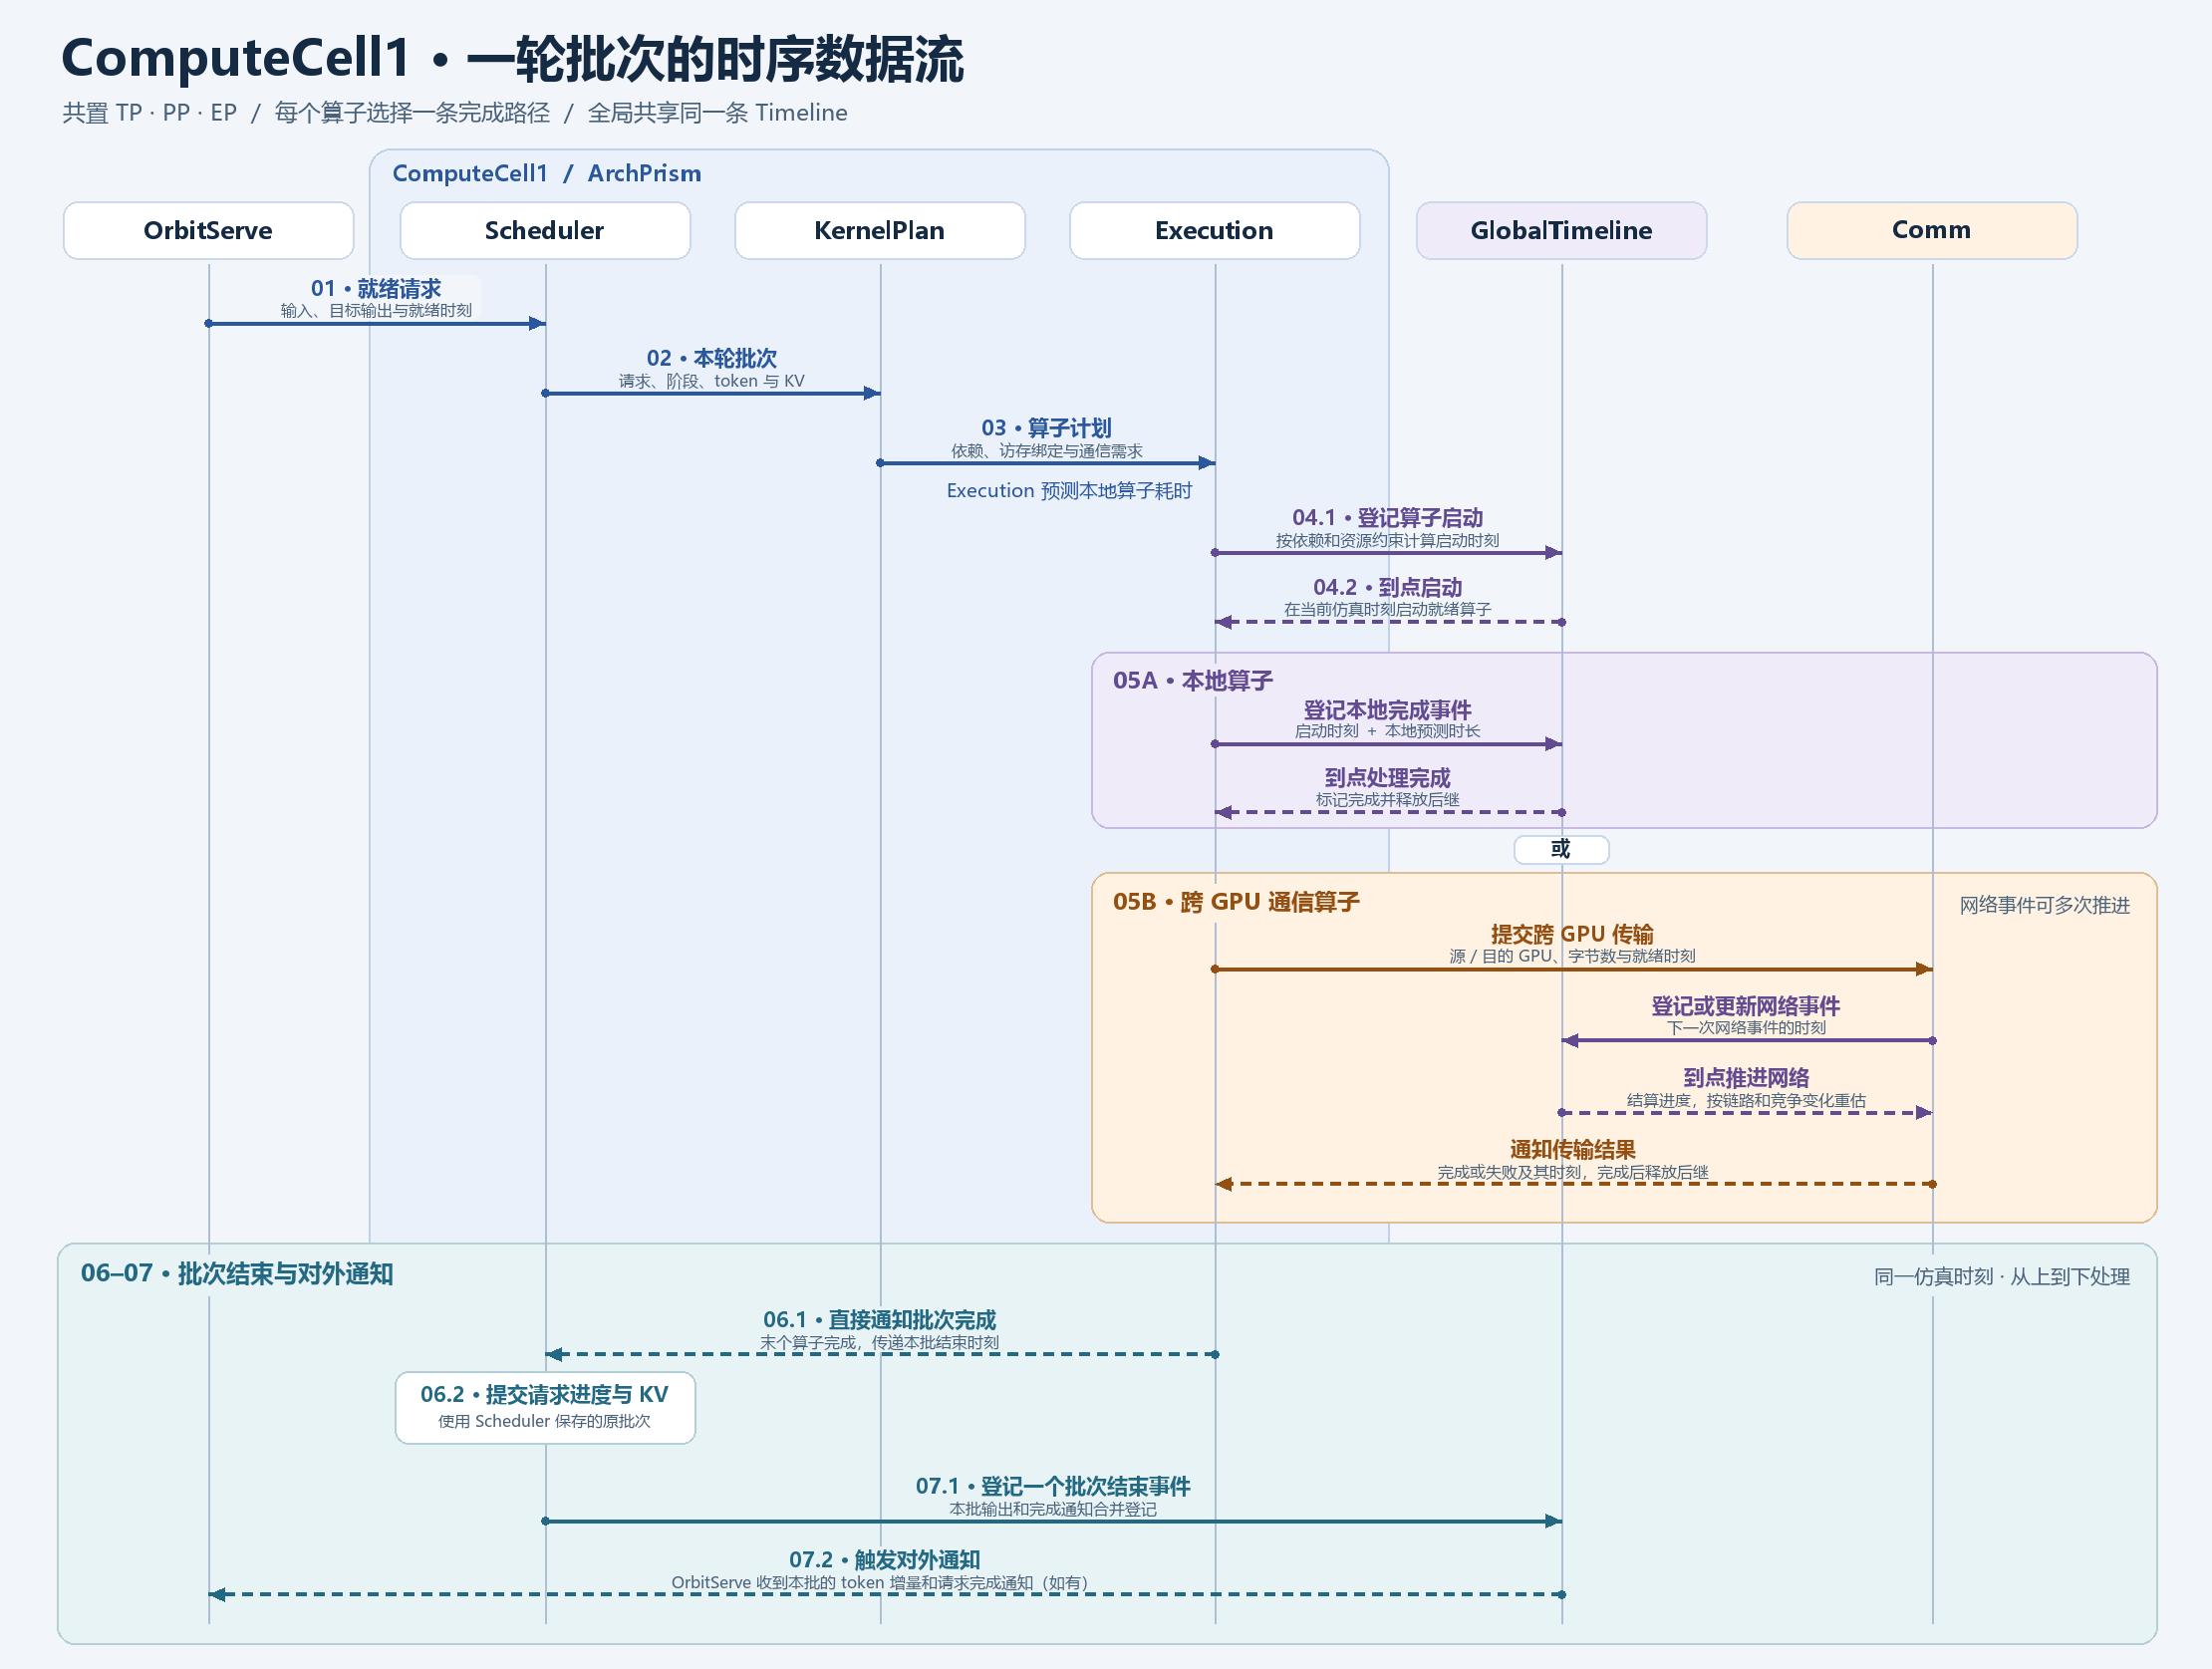 ComputeCell1 • 一轮批次的时序数据流
共置 TP · PP · EP / 每个算子选择一条完成路径 / 全局共享同一条 Timeline
ComputeCell1 / ArchPrism
OrbitServe
Scheduler
KernelPlan
Execution
GlobalTimeline
Comm
01 • 就绪请求
输入、目标输出与就绪时刻
02 • 本轮批次
请求、阶段、token 与 KV
03 • 算子计划
依赖、访存绑定与通信需求
Execution 预测本地算子耗时
04.1 • 登记算子启动
按依赖和资源约束计算启动时刻
04.2 • 到点启动
在当前仿真时刻启动就绪算子
05A • 本地算子
登记本地完成事件
启动时刻 + 本地预测时长
到点处理完成
标记完成并释放后继
或
05B • 跨 GPU 通信算子
网络事件可多次推进
提交跨 GPU 传输
源 / 目的 GPU、字节数与就绪时刻
登记或更新网络事件
下一次网络事件的时刻
到点推进网络
结算进度，按链路和竞争变化重估
通知传输结果
完成或失败及其时刻，完成后释放后继
06–07 • 批次结束与对外通知
同一仿真时刻 · 从上到下处理
06.1 • 直接通知批次完成
末个算子完成，传递本批结束时刻
06.2 • 提交请求进度与 KV
使用 Scheduler 保存的原批次
07.1 • 登记一个批次结束事件
本批输出和完成通知合并登记
07.2 • 触发对外通知
OrbitServe 收到本批的 token 增量和请求完成通知（如有）